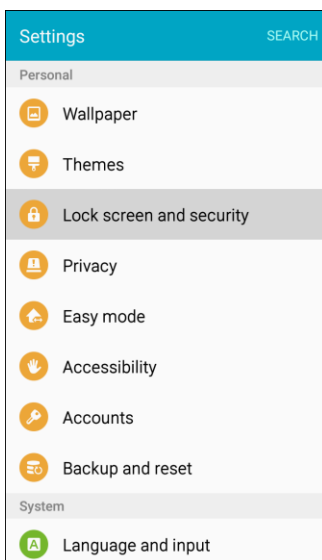 Settings SEARCH
Personal
Wallpaper
Themes
Lock screen and security
Privacy
Easy mode
Accessibility
Accounts
Backup and reset
System
A Language and input